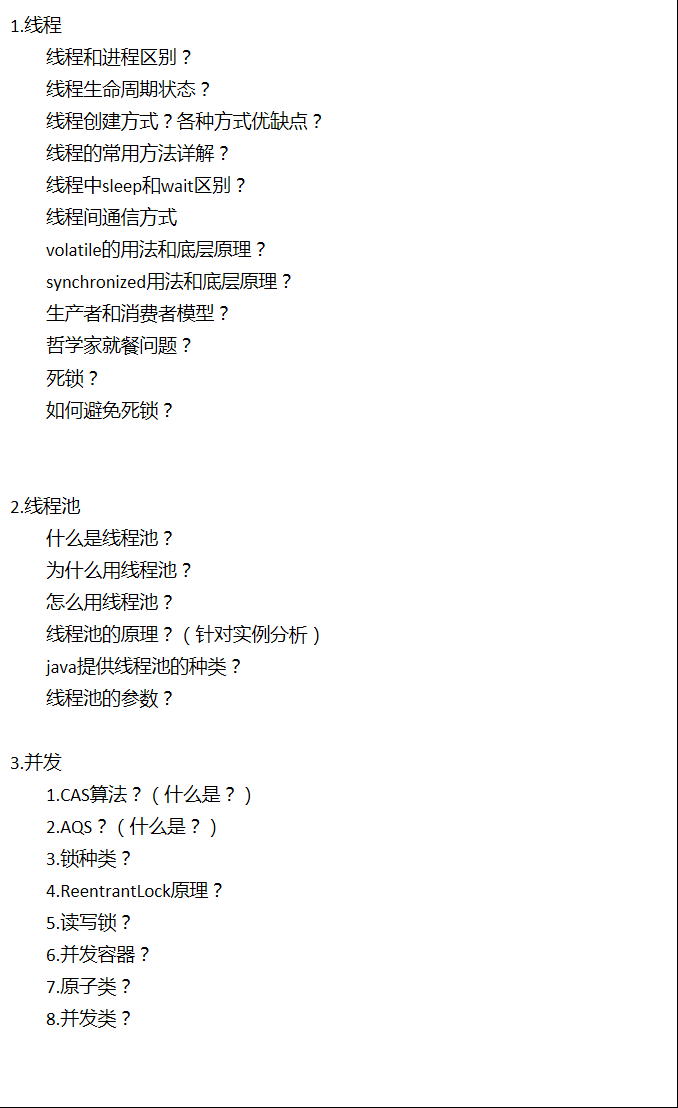 1.线程
线程和进程区别？
线程生命周期状态？
线程创建方式？各种方式优缺点？
线程的常用方法详解？
线程中sleep和wait区别？
线程间通信方式
volatile的用法和底层原理？
synchronized用法和底层原理？
生产者和消费者模型？
哲学家就餐问题？
死锁？
如何避免死锁？
2.线程池
什么是线程池？
为什么用线程池？
怎么用线程池？
线程池的原理？（针对实例分析）
java提供线程池的种类？
线程池的参数？
3.并发
1.CAS算法？（什么是？）
2.AQS？（什么是？）
3.锁种类？
4.ReentrantLock原理？
5.读写锁？
6.并发容器？
7.原子类？
8.并发类？